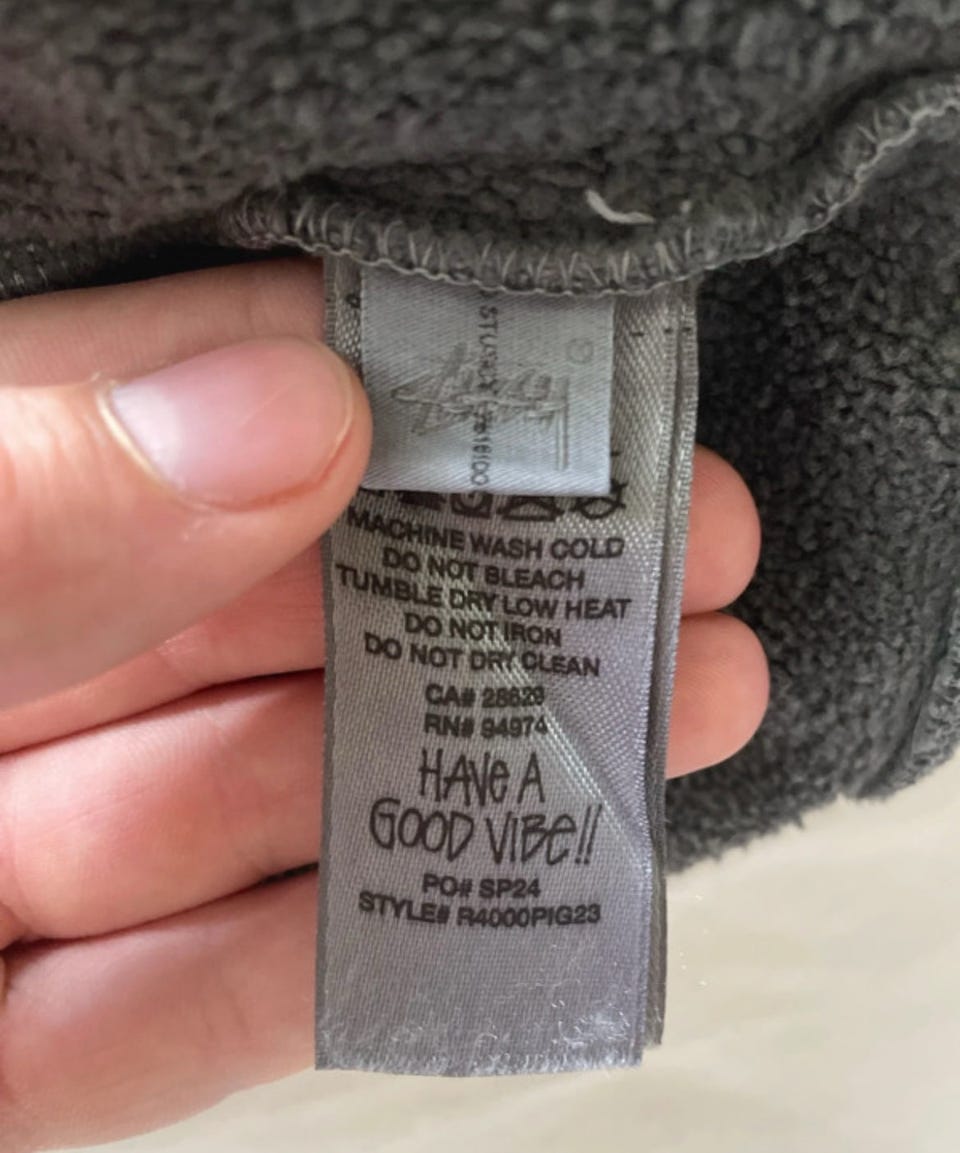 MACHINE WASH COLD
DO NOT BLEACH
TUMBLE DRY LOW HEAT
DO NOT IRON
DO NOT DRY CLEAN
CA# 28629
RN# 94974
HAVE A
GOOD VIBE!!
PO# SP24
STYLE# R4000PIG23